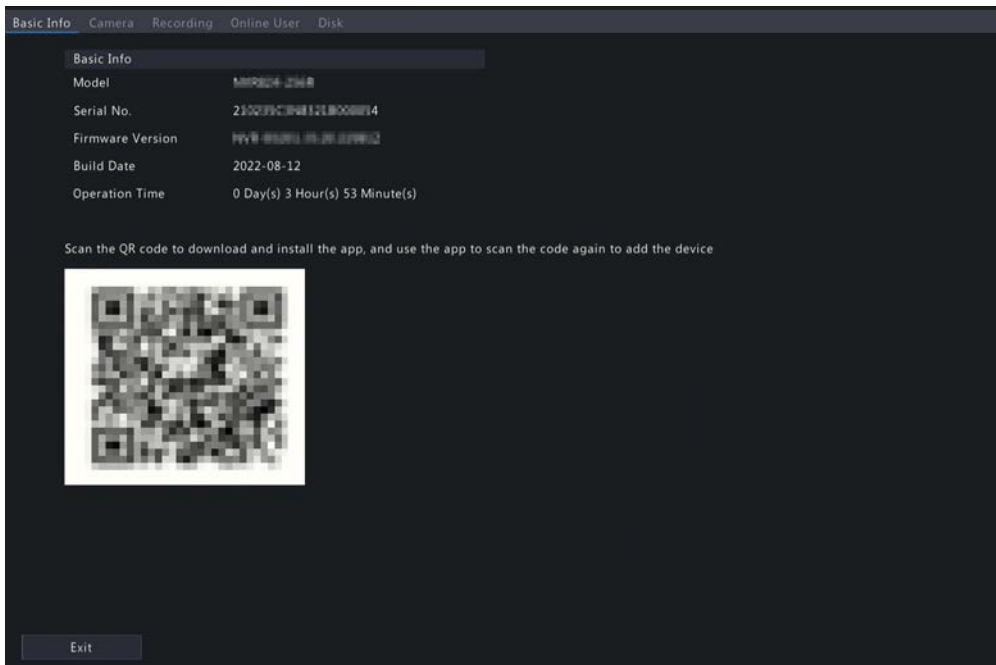 Basic Info Camera Recording Online User Disk
Basic Info
Model
Serial No.
Firmware Version
Build Date 2022-08-12
Operation Time 0 Day(s) 3 Hour(s) 53 Minute(s)
Scan the QR code to download and install the app, and use the app to scan the code again to add the device
Exit